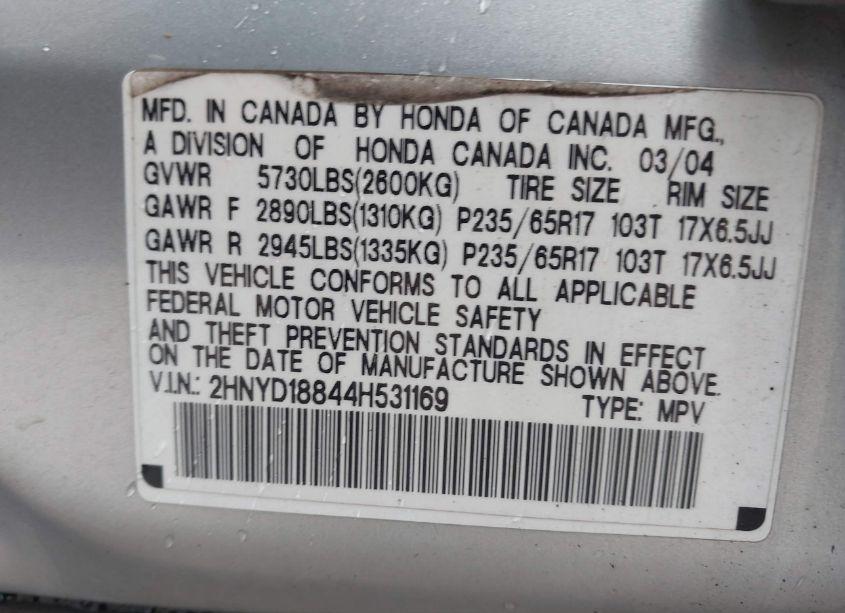 MFD. IN CANADA BY HONDA OF CANADA MFG.,
A DIVISION OF HONDA CANADA INC. 03/04
GVWR 5730LBS(2600KG) TIRE SIZE RIM SIZE
GAWR F 2890LBS(1310KG) P235/65R17 103T 17X6.5JJ
GAWR R 2945LBS(1335KG) P235/65R17 103T 17X6.5JJ
THIS VEHICLE CONFORMS TO ALL APPLICABLE
FEDERAL MOTOR VEHICLE SAFETY
AND THEFT PREVENTION STANDARDS IN EFFECT
ON THE DATE OF MANUFACTURE SHOWN ABOVE.
V.I.N.: 2HNYD18844H531169 TYPE: MPV